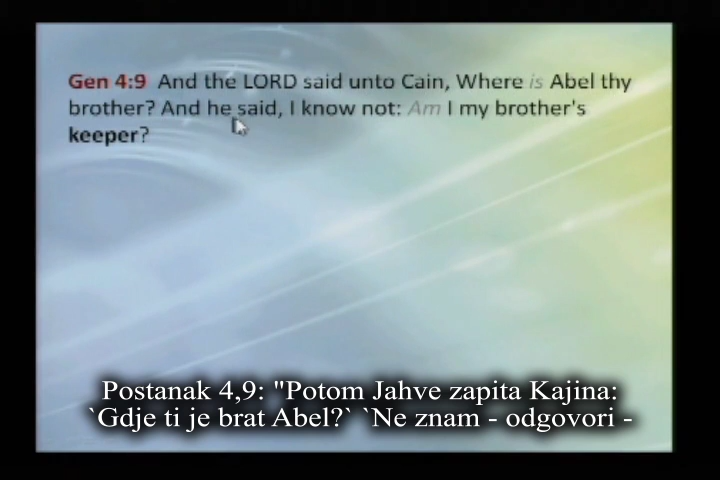 Gen 4:9 And the LORD said unto Cain, Where is Abel thy
brother? And he said, I know not: Am I my brother's
keeper?
Postanak 4,9: "Potom Jahve zapita Kajina:
`Gdje ti je brat Abel?` `Ne znam - odgovori -